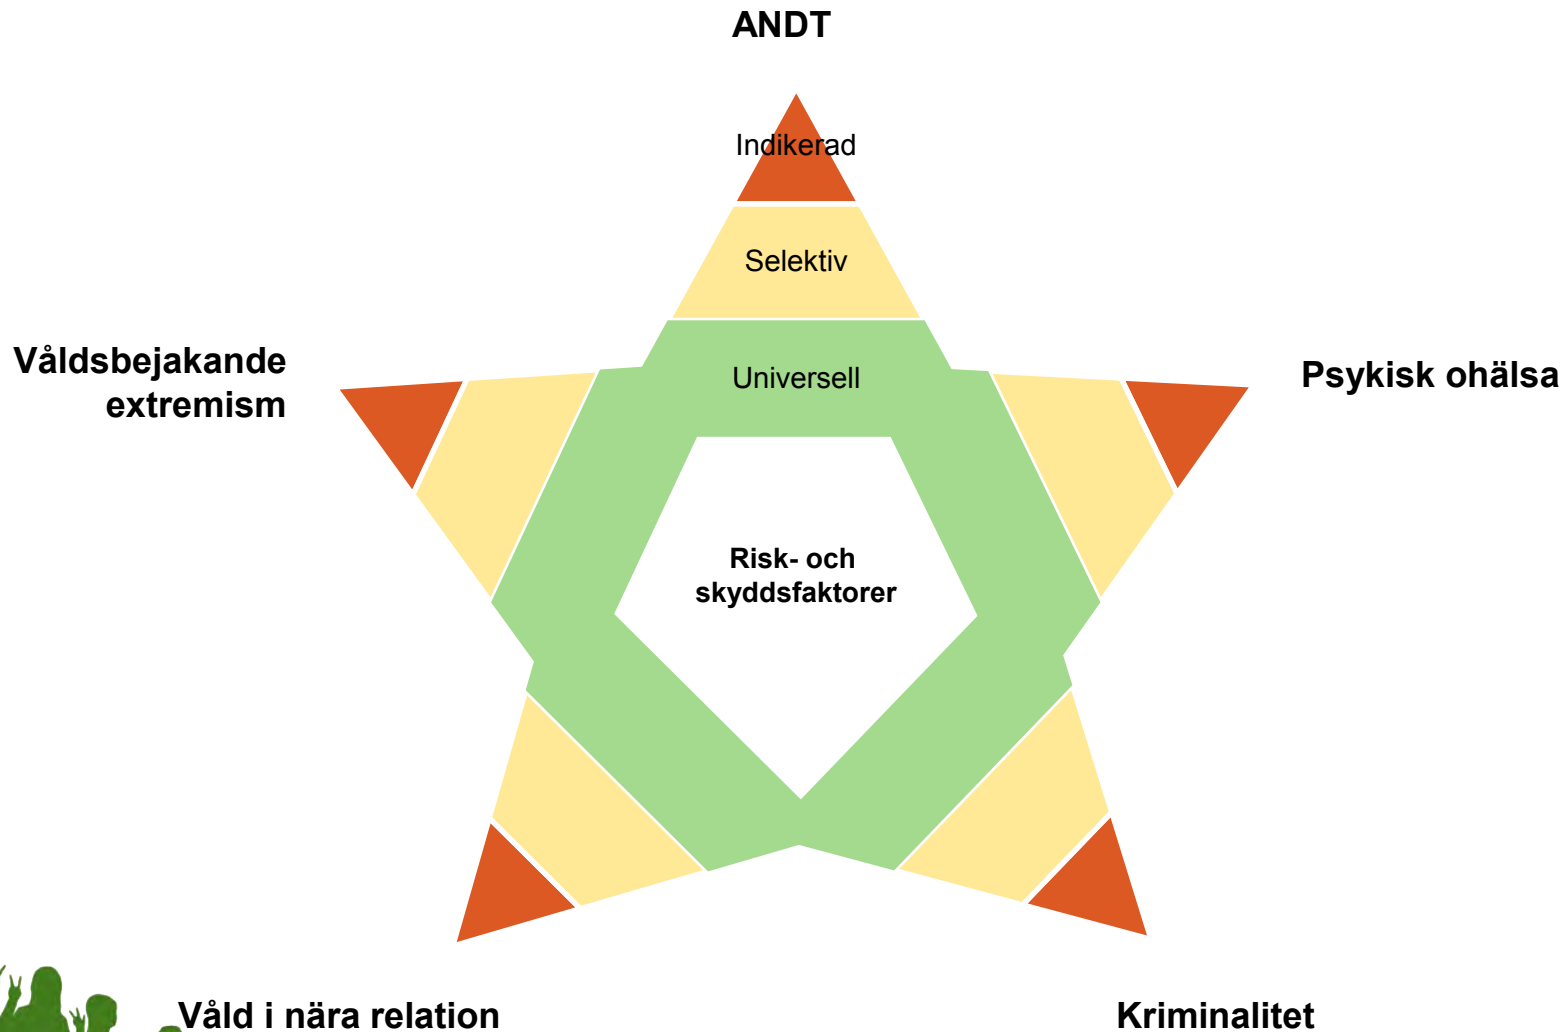 ANDT
Indikerad
Selektiv
Universell
Våldsbejakande
extremism
Psykisk ohälsa
Risk- och
skyddsfaktorer
Våld i nära relation
Kriminalitet